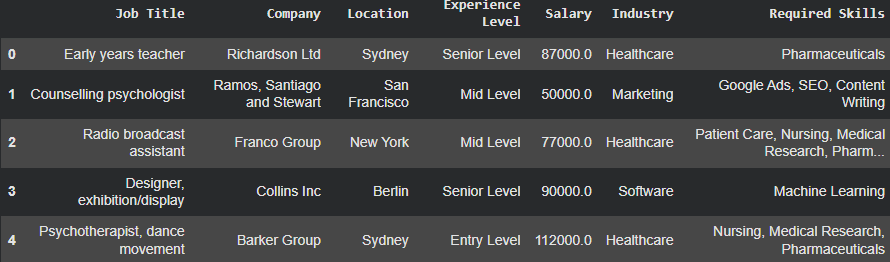 Job Title Company Location Experience Level Salary Industry Required Skills
0 Early years teacher Richardson Ltd Sydney Senior Level 87000.0 Healthcare Pharmaceuticals
1 Counselling psychologist Ramos, Santiago and Stewart San Francisco Mid Level 50000.0 Marketing Google Ads, SEO, Content Writing
2 Radio broadcast assistant Franco Group New York Mid Level 77000.0 Healthcare Patient Care, Nursing, Medical Research, Pharm...
3 Designer, exhibition/display Collins Inc Berlin Senior Level 90000.0 Software Machine Learning
4 Psychotherapist, dance movement Barker Group Sydney Entry Level 112000.0 Healthcare Nursing, Medical Research, Pharmaceuticals